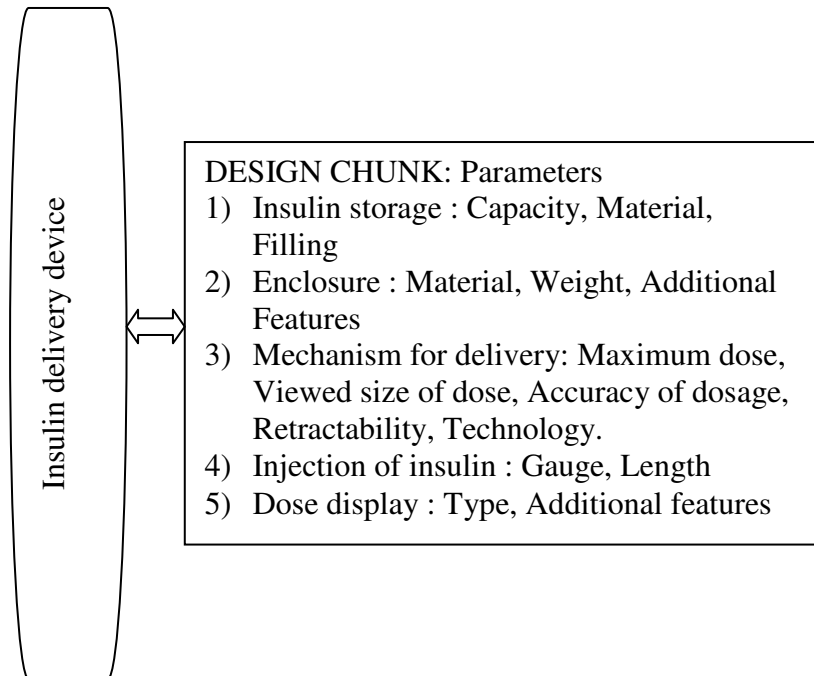 Insulin delivery device
DESIGN CHUNK: Parameters
1) Insulin storage : Capacity, Material,
Filling
2) Enclosure : Material, Weight, Additional
Features
3) Mechanism for delivery: Maximum dose,
Viewed size of dose, Accuracy of dosage,
Retractability, Technology.
4) Injection of insulin : Gauge, Length
5) Dose display : Type, Additional features